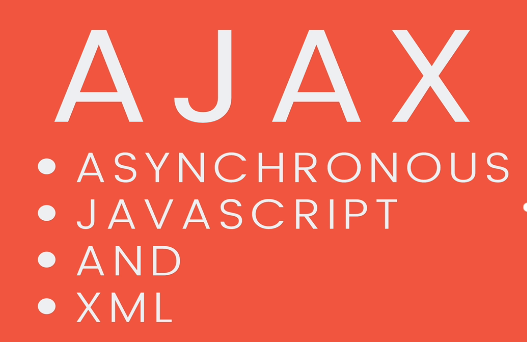 AJAX
• ASYNCHRONOUS
• JAVASCRIPT
• AND
• XML